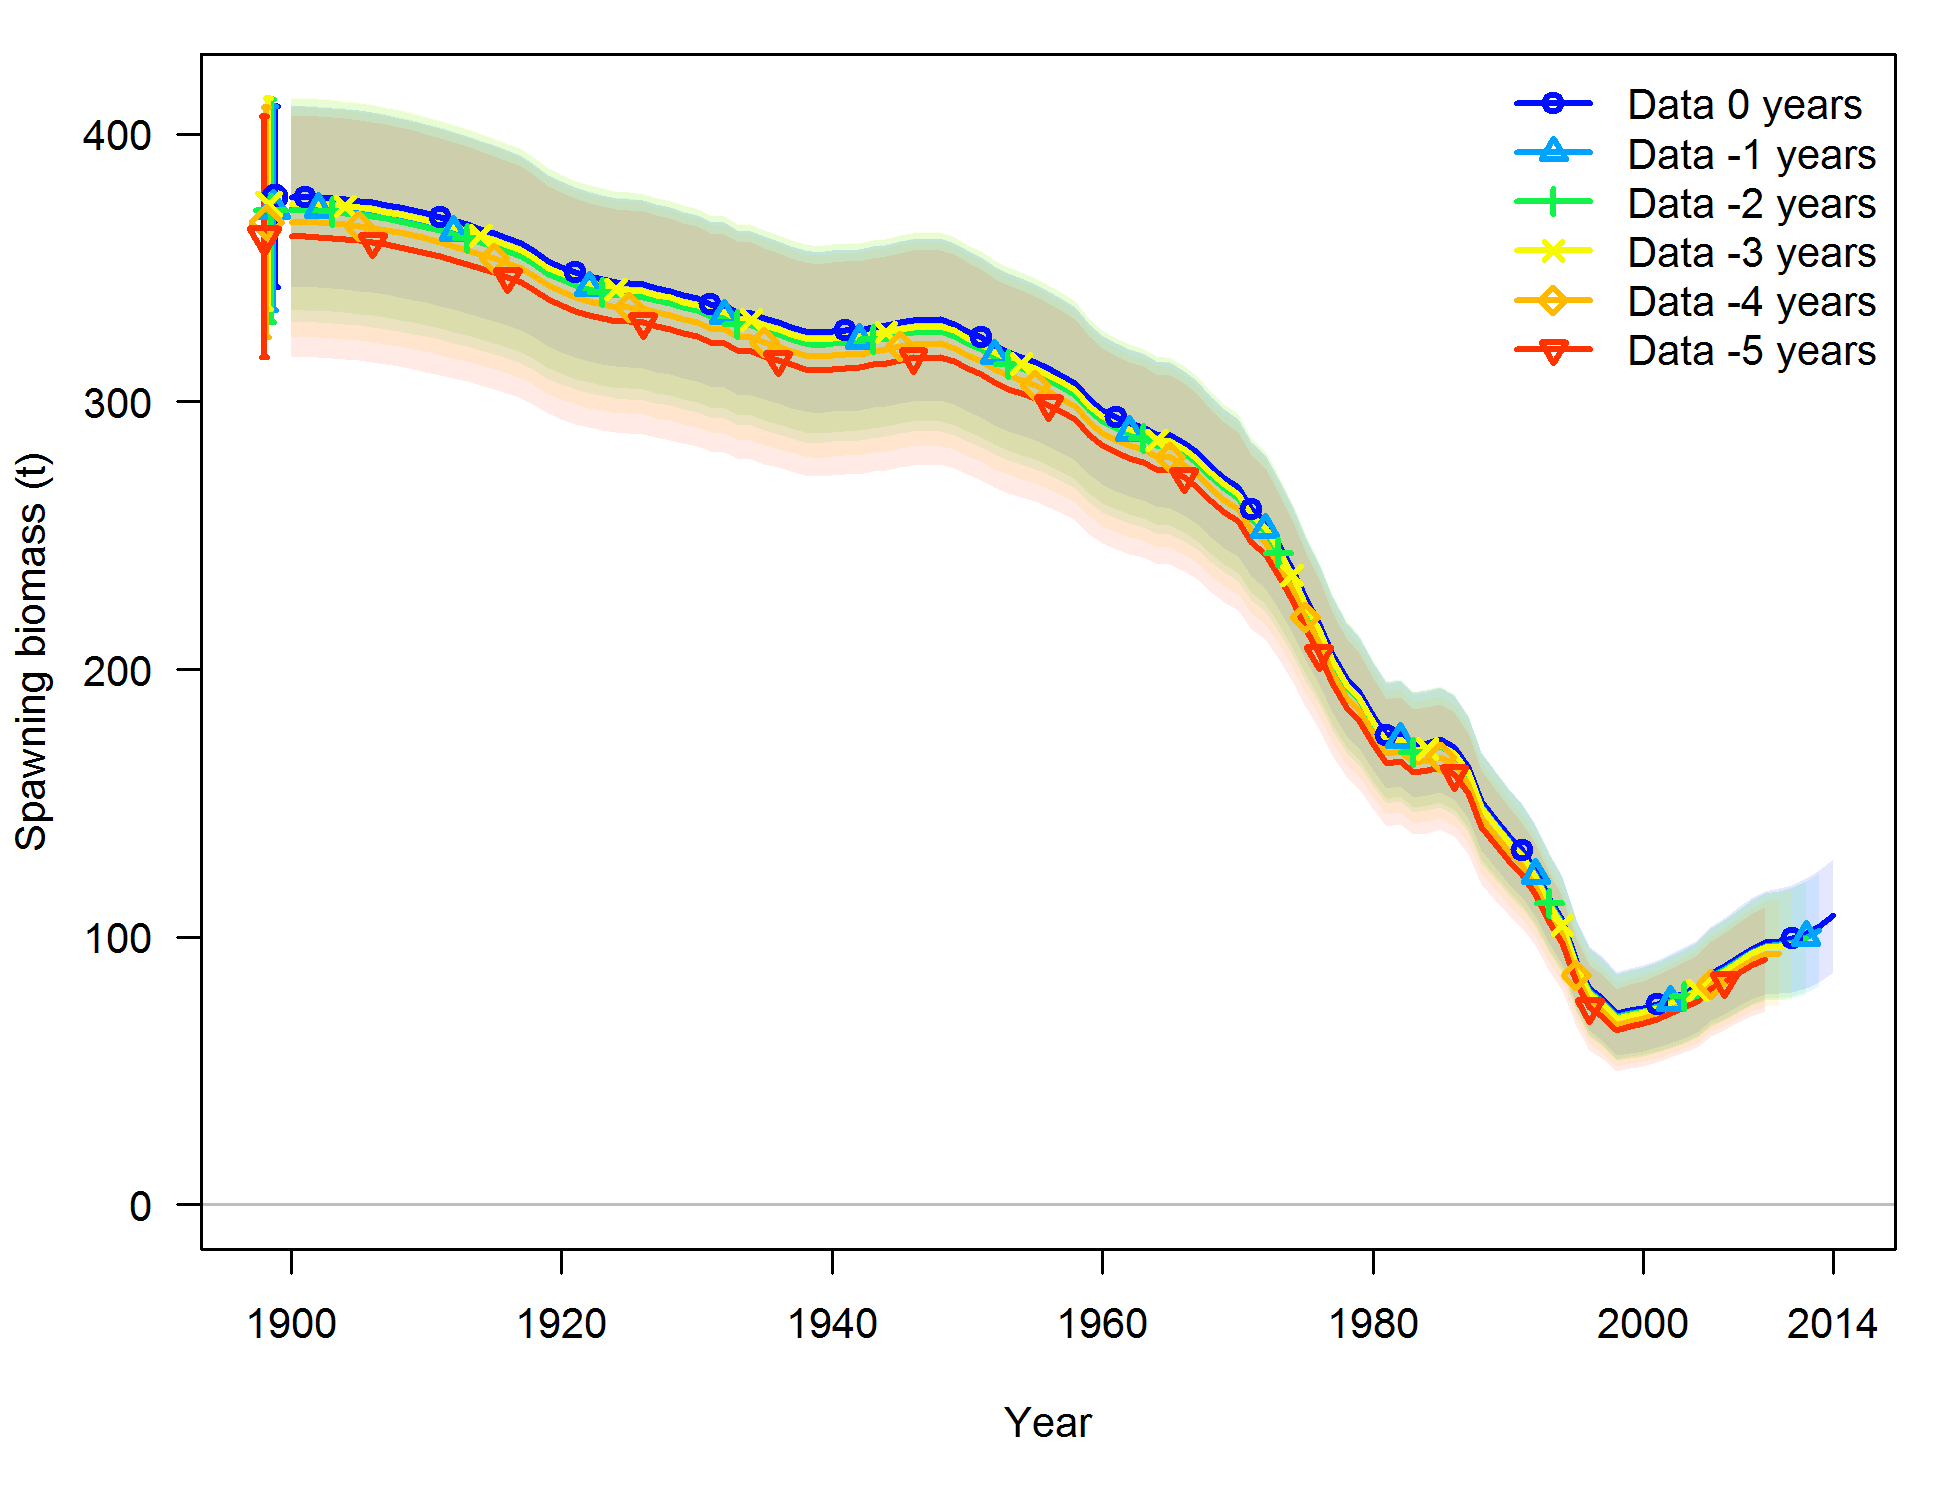 Data 0 years
Data -1 years
Data -2 years
Data -3 years
Data -4 years
Data -5 years
400
300
200
100
0
Spawning biomass (t)
1900
1920
1940
1960
1980
2000
2014
Year